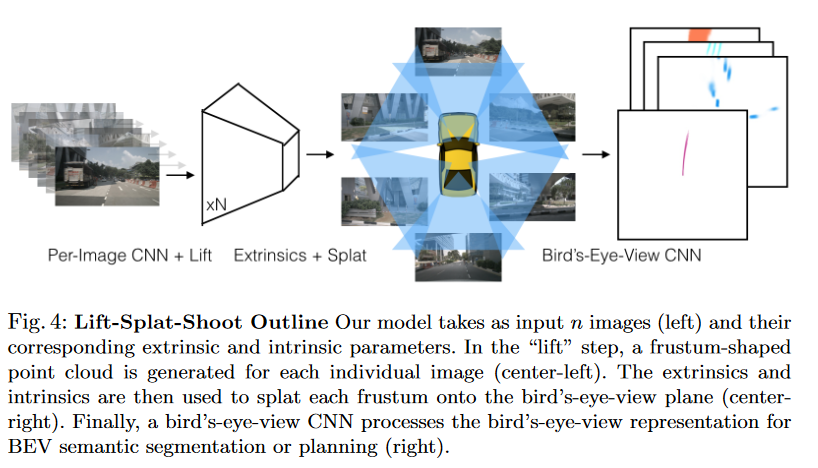 xN
Per-Image CNN + Lift
Extrinsics + Splat
Bird's-Eye-View CNN
Fig. 4: Lift-Splat-Shoot Outline Our model takes as input n images (left) and their
corresponding extrinsic and intrinsic parameters. In the “lift” step, a frustum-shaped
point cloud is generated for each individual image (center-left). The extrinsics and
intrinsics are then used to splat each frustum onto the bird’s-eye-view plane (center-
right). Finally, a bird’s-eye-view CNN processes the bird’s-eye-view representation for
BEV semantic segmentation or planning (right).